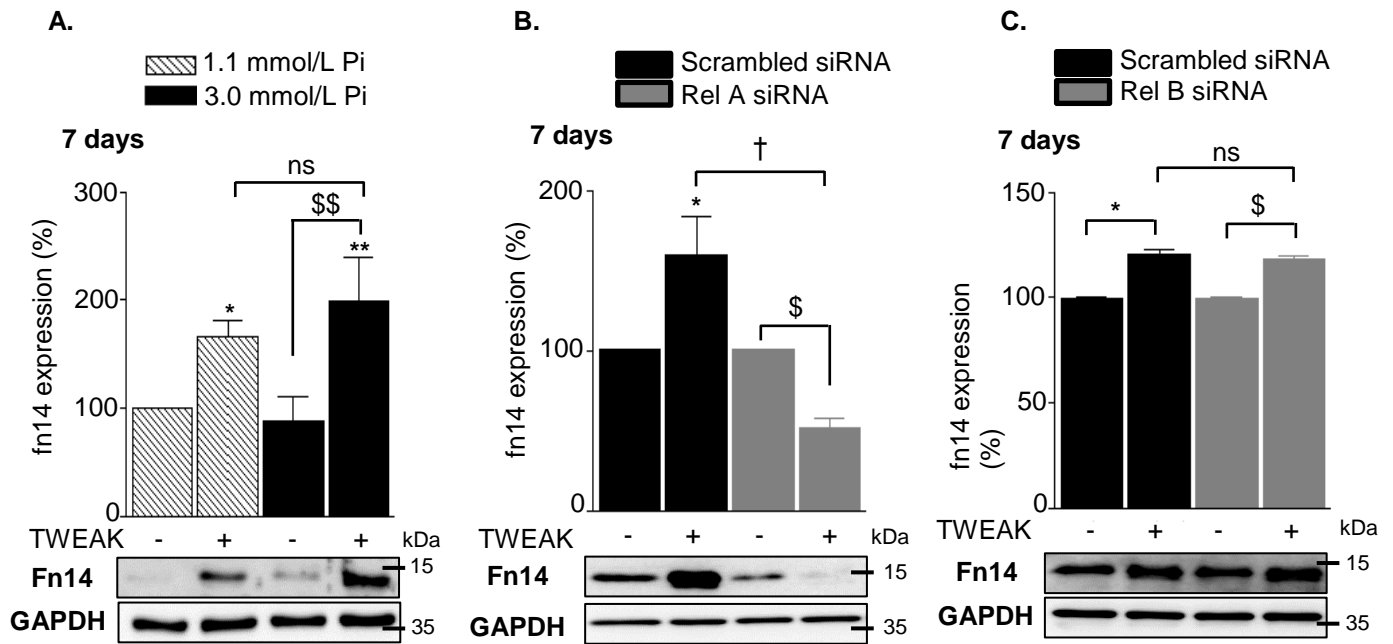 A.
1.1 mmol/L Pi
3.0 mmol/L Pi
7 days
ns
$$
**
*
fn14 expression (%)
300
200
100
0
TWEAK - + - + kDa
Fn14 15
GAPDH 35
B.
Scrambled siRNA
Rel A siRNA
7 days
†
*
$
fn14 expression (%)
200
100
0
TWEAK - + - + kDa
Fn14 15
GAPDH 35
C.
Scrambled siRNA
Rel B siRNA
7 days
ns
* $
fn14 expression
(%)
150
100
50
0
TWEAK - + - + kDa
Fn14 15
GAPDH 35